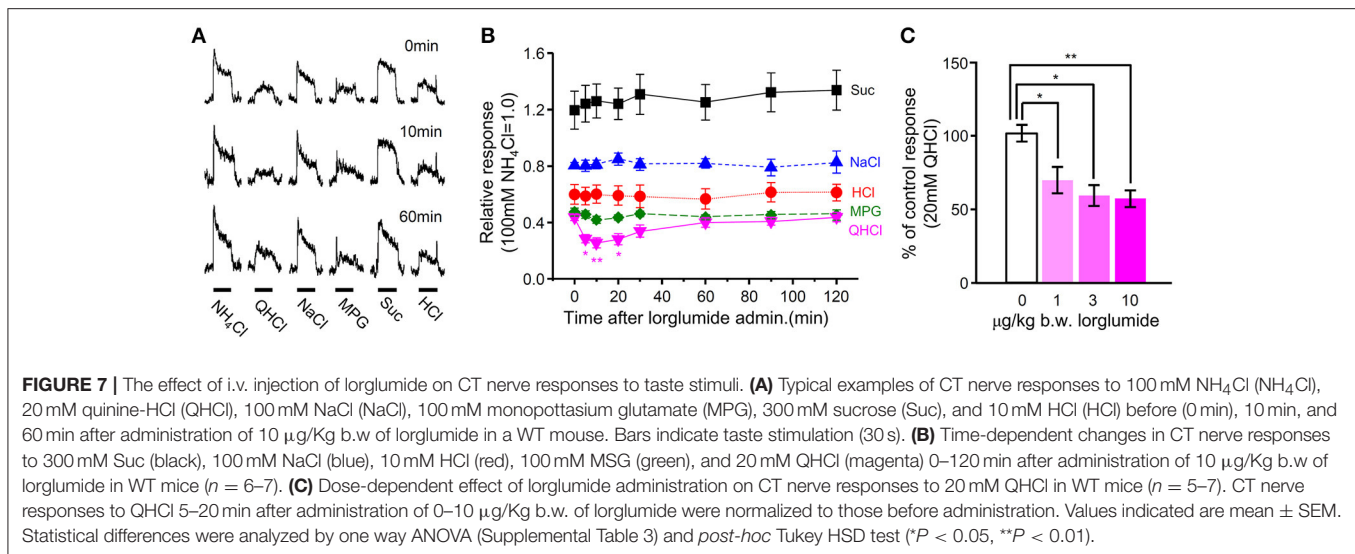 A
0min
10min
60min
NH₄Cl
QHCl
NaCl
MPG
Suc
HCl
B
Relative response
(100mM NH₄Cl=1.0)
1.6
1.2
0.8
0.4
0.0
Suc
NaCl
HCl
MPG
QHCl
*
**
*
0 20 40 60 80 100 120
Time after lorglumide admin.(min)
C
% of control response
(20mM QHCl)
150
100
50
0
**
*
*
0 1 3 10
μg/kg b.w. lorglumide
FIGURE 7 | The effect of i.v. injection of lorglumide on CT nerve responses to taste stimuli. (A) Typical examples of CT nerve responses to 100 mM NH₄Cl (NH₄Cl),
20 mM quinine-HCl (QHCl), 100 mM NaCl (NaCl), 100 mM monopottasium glutamate (MPG), 300 mM sucrose (Suc), and 10 mM HCl (HCl) before (0 min), 10 min, and
60 min after administration of 10 μg/Kg b.w of lorglumide in a WT mouse. Bars indicate taste stimulation (30 s). (B) Time-dependent changes in CT nerve responses
to 300 mM Suc (black), 100 mM NaCl (blue), 10 mM HCl (red), 100 mM MSG (green), and 20 mM QHCl (magenta) 0–120 min after administration of 10 μg/Kg b.w of
lorglumide in WT mice (n = 6–7). (C) Dose-dependent effect of lorglumide administration on CT nerve responses to 20 mM QHCl in WT mice (n = 5–7). CT nerve
responses to QHCl 5–20 min after administration of 0–10 μg/Kg b.w. of lorglumide were normalized to those before administration. Values indicated are mean ± SEM.
Statistical differences were analyzed by one way ANOVA (Supplemental Table 3) and post-hoc Tukey HSD test (*P < 0.05, **P < 0.01).